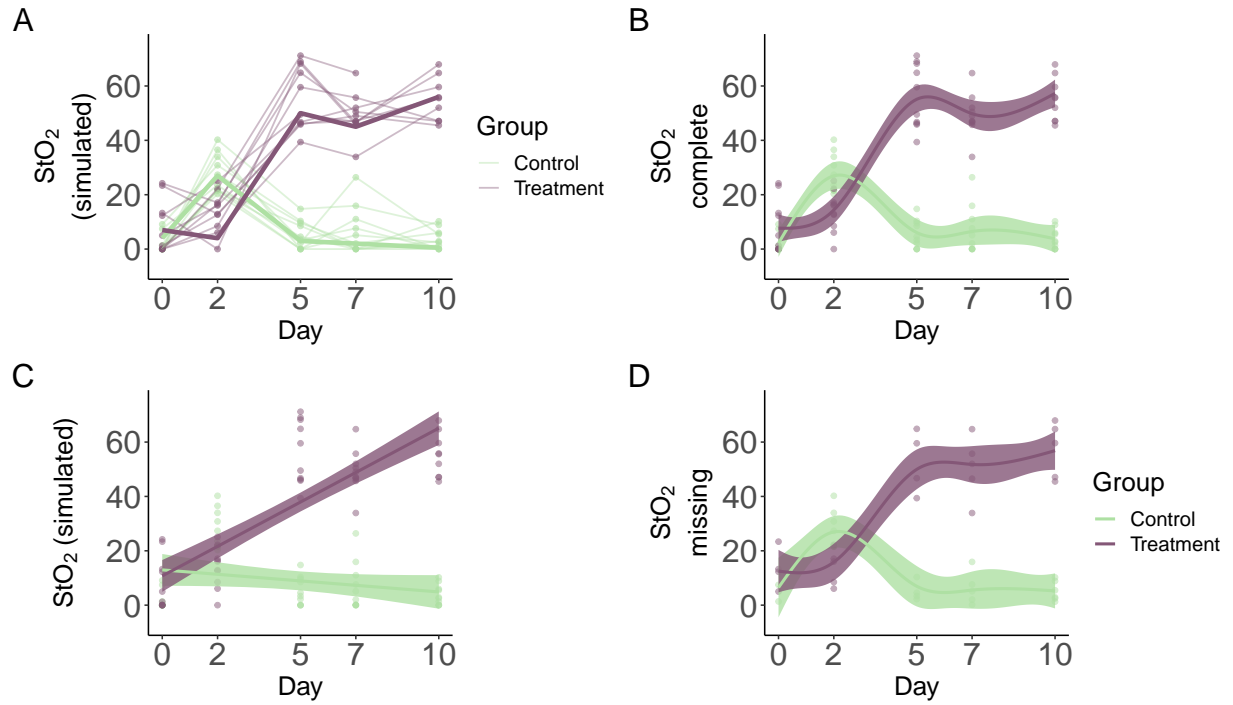 A
StO₂
(simulated)
60
40
20
0
0 2 5 7 10
Day
Group
Control
Treatment
B
StO₂
complete
60
40
20
0
0 2 5 7 10
Day
C
StO₂ (simulated)
60
40
20
0
0 2 5 7 10
Day
D
StO₂
missing
60
40
20
0
0 2 5 7 10
Day
Group
Control
Treatment